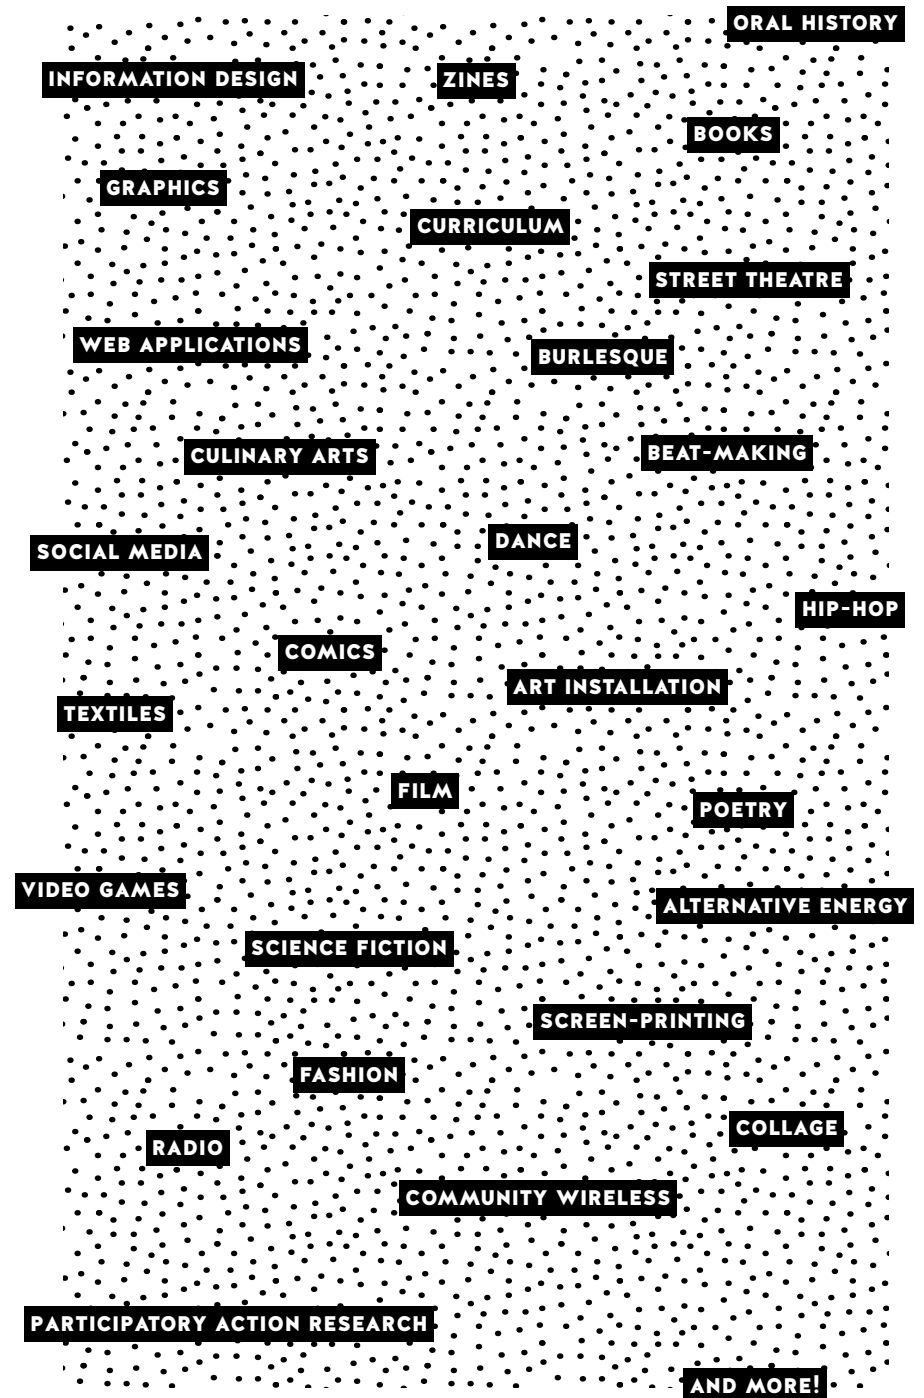 ORAL HISTORY
INFORMATION DESIGN
ZINES
BOOKS
GRAPHICS
CURRICULUM
STREET THEATRE
WEB APPLICATIONS
BURLESQUE
CULINARY ARTS
BEAT-MAKING
SOCIAL MEDIA
DANCE
HIP-HOP
COMICS
ART INSTALLATION
TEXTILES
FILM
POETRY
VIDEO GAMES
ALTERNATIVE ENERGY
SCIENCE FICTION
SCREEN-PRINTING
FASHION
COLLAGE
RADIO
COMMUNITY WIRELESS
PARTICIPATORY ACTION RESEARCH
AND MORE!